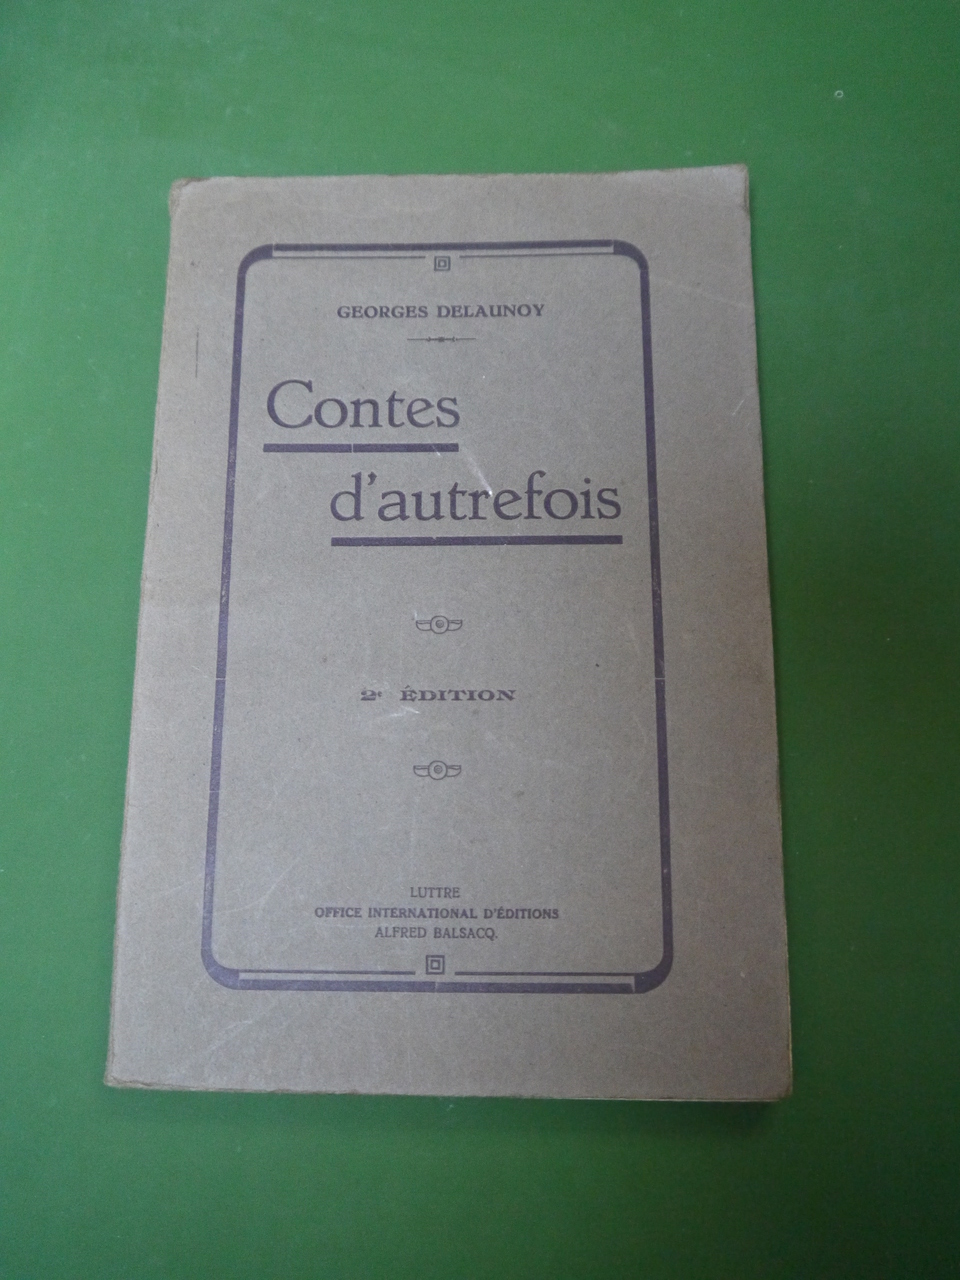 GEORGES DELAUNOY
Contes
d'autrefois
2e ÉDITION
LUTTRE
OFFICE INTERNATIONAL D'ÉDITIONS
ALFRED BALSACQ.